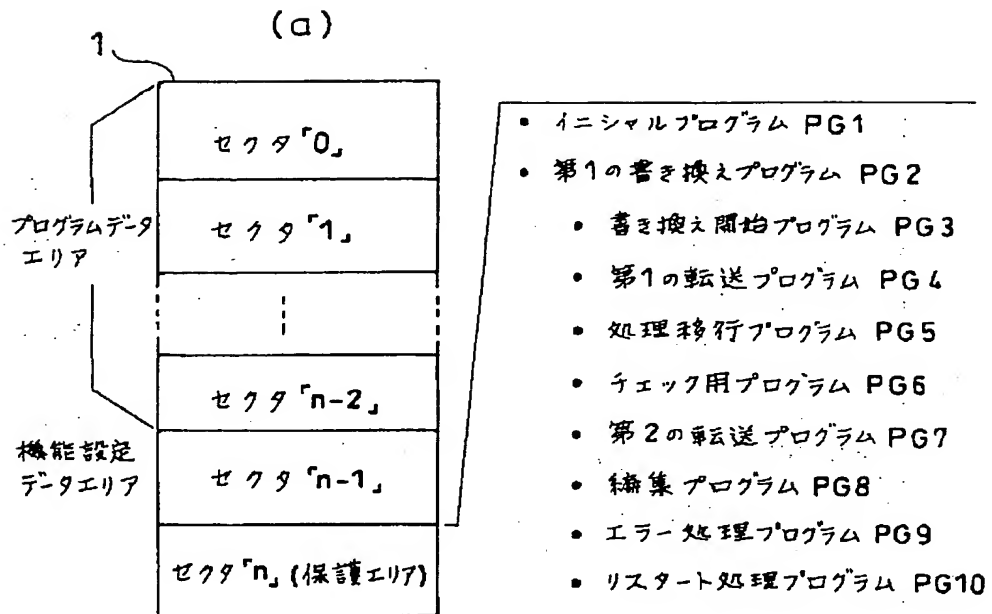 (a)
1
セクタ「0」
セクタ「1」
プログラムデータ
エリア
セクタ「n-2」
機能設定
データエリア
セクタ「n-1」
セクタ「n」(保護エリア)
• イニシャルプログラム PG1
• 第1の書き換えプログラム PG2
• 書き換え開始プログラム PG3
• 第1の転送プログラム PG4
• 処理移行プログラム PG5
• チェック用プログラム PG6
• 第2の転送プログラム PG7
• 編集プログラム PG8
• エラー処理プログラム PG9
• リスタート処理プログラム PG10